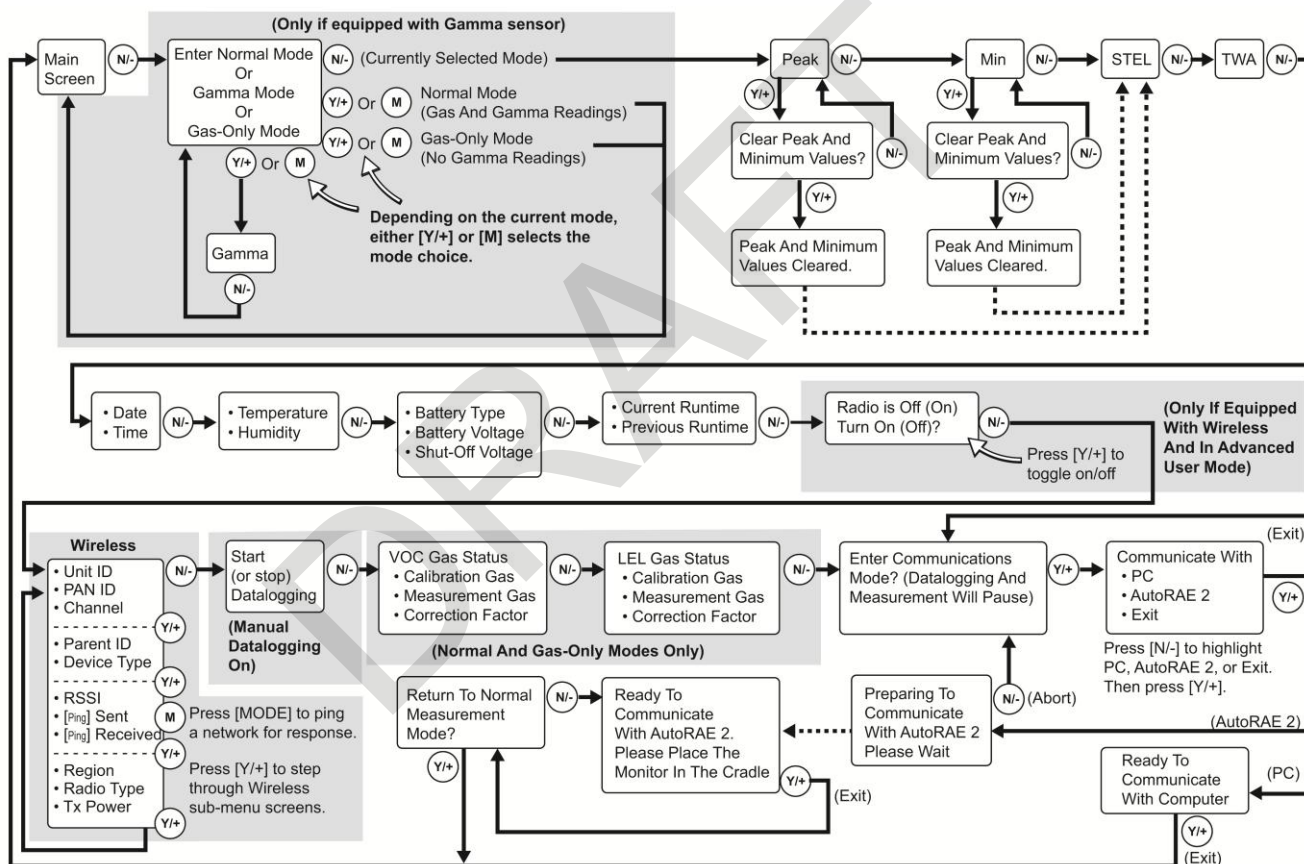 (Only if equipped with Gamma sensor)
Main
Screen
N/-
Enter Normal Mode
Or
Gamma Mode
Or
Gas-Only Mode
N/- (Currently Selected Mode)
Y/+ Or M
Normal Mode
(Gas And Gamma Readings)
Y/+ Or M
Gas-Only Mode
(No Gamma Readings)
Y/+ Or M
Depending on the current mode,
either [Y/+] or [M] selects the
mode choice.
Gamma
N/-
Peak
N/-
Y/+
Clear Peak And
Minimum Values?
N/-
Y/+
Peak And Minimum
Values Cleared.
Min
N/-
Y/+
Clear Peak And
Minimum Values?
N/-
Y/+
Peak And Minimum
Values Cleared.
STEL
N/-
TWA
N/-
• Date
• Time
N/-
• Temperature
• Humidity
N/-
• Battery Type
• Battery Voltage
• Shut-Off Voltage
N/-
• Current Runtime
• Previous Runtime
N/-
Radio is Off (On)
Turn On (Off)?
N/-
Press [Y/+] to
toggle on/off
(Only If Equipped
With Wireless
And In Advanced
User Mode)
Wireless
• Unit ID
• PAN ID
• Channel
N/-
Y/+
• Parent ID
• Device Type
Y/+
• RSSI
• [Ping] Sent
• [Ping] Received
M
Press [MODE] to ping
a network for response.
Y/+
• Region
• Radio Type
• Tx Power
Press [Y/+] to step
through Wireless
sub-menu screens.
Y/+
Start
(or stop)
Datalogging
N/-
(Manual
Datalogging
On)
VOC Gas Status
• Calibration Gas
• Measurement Gas
• Correction Factor
N/-
LEL Gas Status
• Calibration Gas
• Measurement Gas
• Correction Factor
N/-
(Normal And Gas-Only Modes Only)
Enter Communications
Mode? (Datalogging And
Measurement Will Pause)
Y/+
Communicate With
• PC
• AutoRAE 2
• Exit
(Exit)
Y/+
Press [N/-] to highlight
PC, AutoRAE 2, or Exit.
Then press [Y/+].
Return To Normal
Measurement
Mode?
N/-
Y/+
Ready To
Communicate
With AutoRAE 2.
Please Place The
Monitor In The Cradle
Y/+
(Exit)
Preparing To
Communicate
With AutoRAE 2
Please Wait
N/- (Abort)
(AutoRAE 2)
Ready To
Communicate
With Computer
(PC)
Y/+
(Exit)
DRAFT